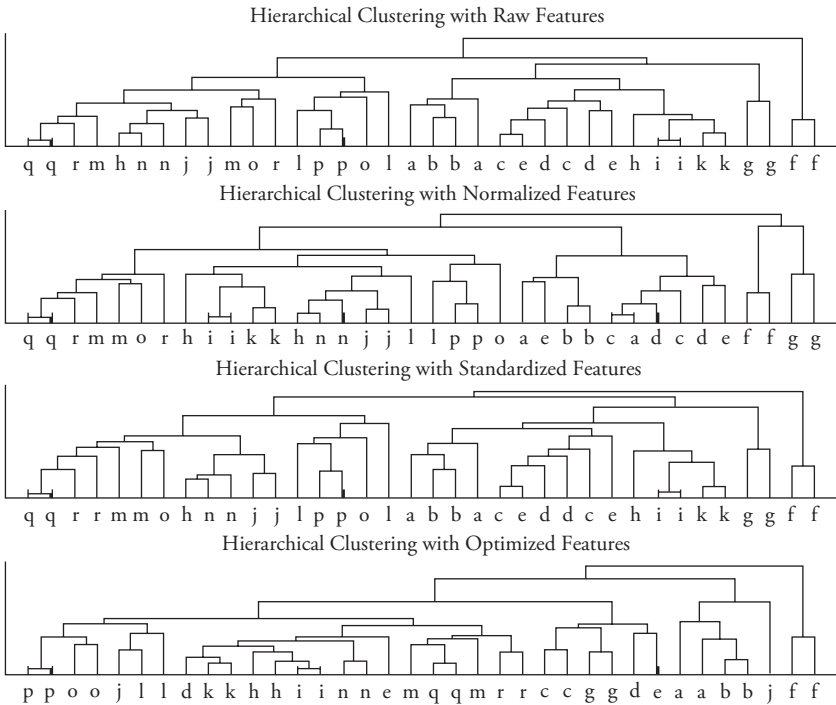 Hierarchical Clustering with Raw Features
q q r m h n n j j m o r l p p o l a b b a c e d c d e h i i k k g g f f
Hierarchical Clustering with Normalized Features
q q r m m o r h i i k k h n n j j l l p p o a e b b c a d c d e f f g g
Hierarchical Clustering with Standardized Features
q q r r m m o h n n j j l p p o l a b b a c e d d c e h i i k k g g f f
Hierarchical Clustering with Optimized Features
p p o o j l l d k k h h i i n n e m q q m r r c c g g d e a a b b j f f